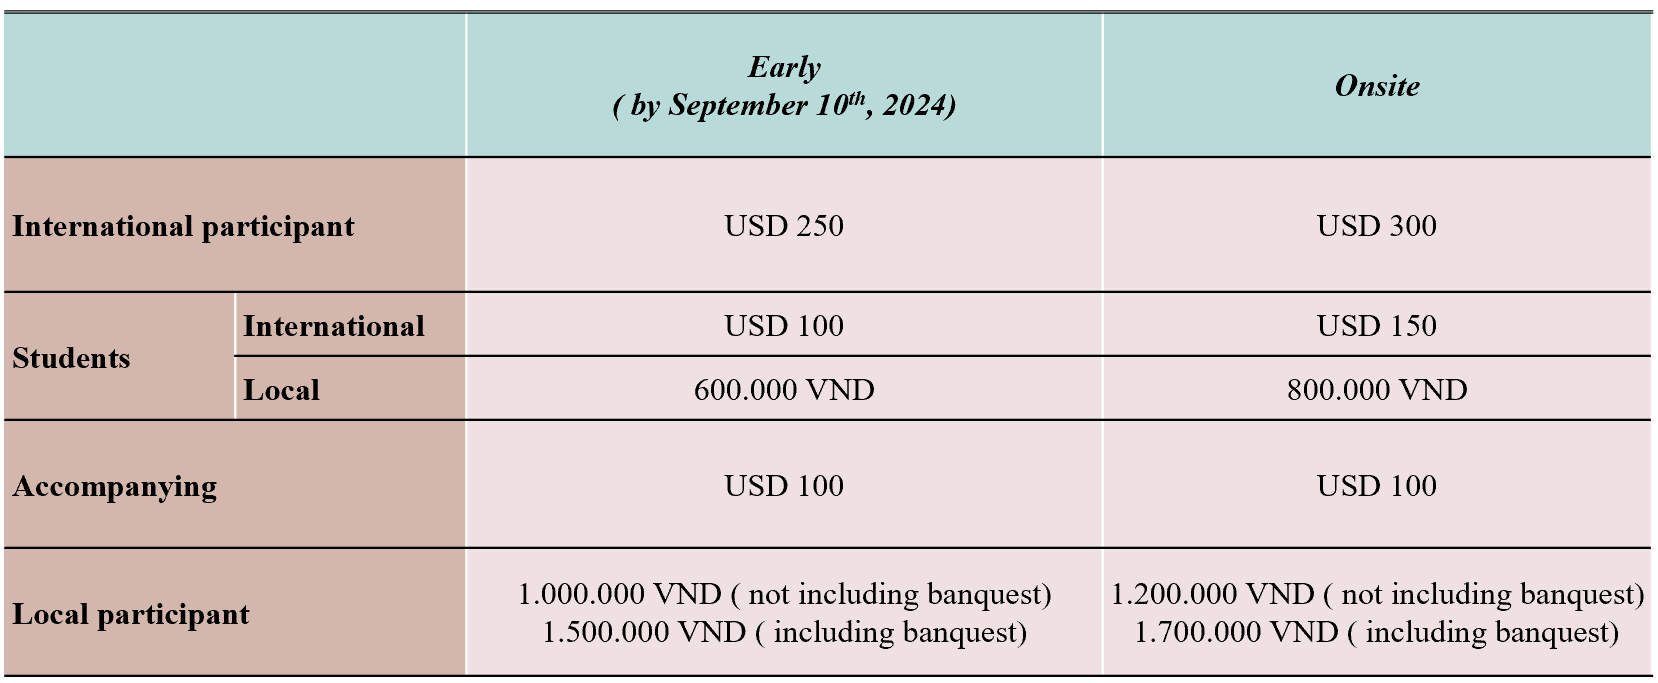 Early
( by September 10th, 2024)
Onsite
International participant
USD 250
USD 300
Students
International
USD 100
USD 150
Local
600.000 VND
800.000 VND
Accompanying
USD 100
USD 100
Local participant
1.000.000 VND ( not including banquest)
1.500.000 VND ( including banquest)
1.200.000 VND ( not including banquest)
1.700.000 VND ( including banquest)